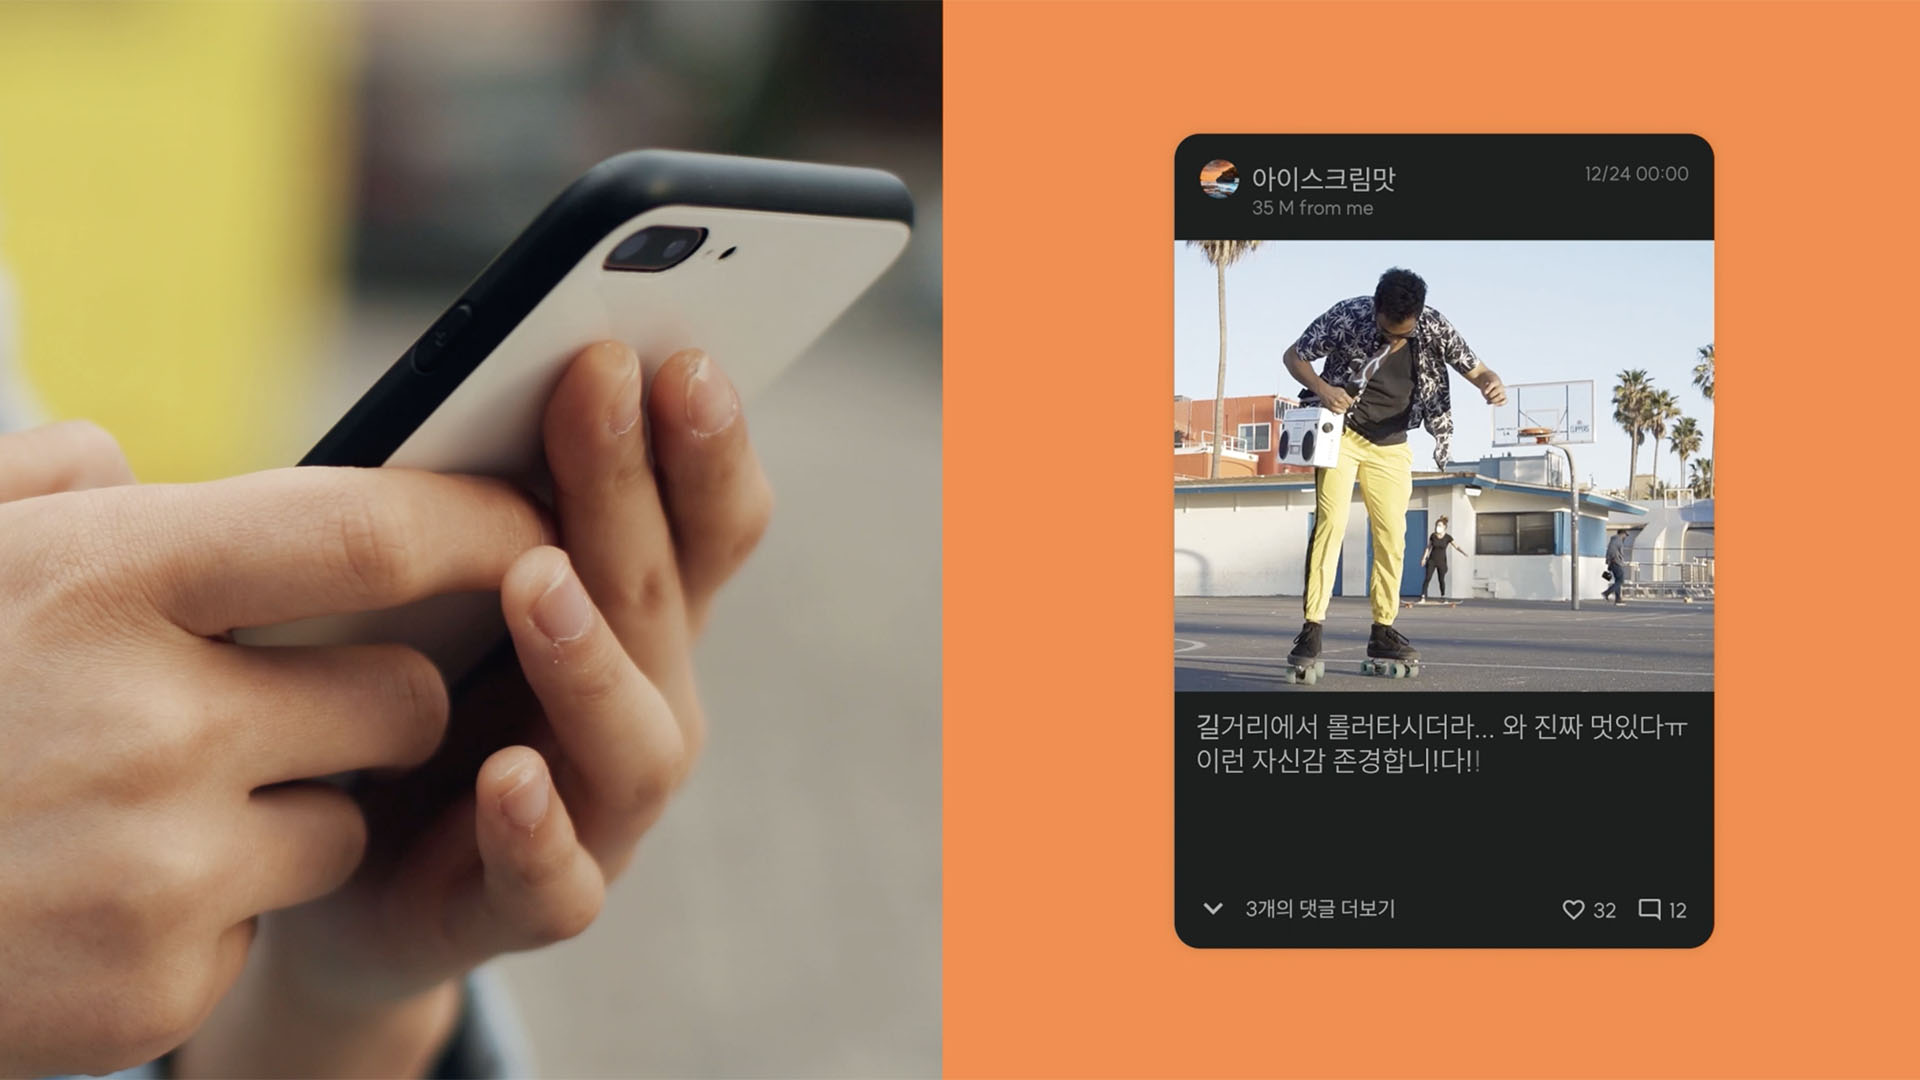 아이스크림맛
12/24 00:00
35 M from me
CLIPPERS
길거리에서 롤러타시더라... 와 진짜 멋있다ㅠ
이런 자신감 존경합니!다!!
3개의 댓글 더보기
32
12